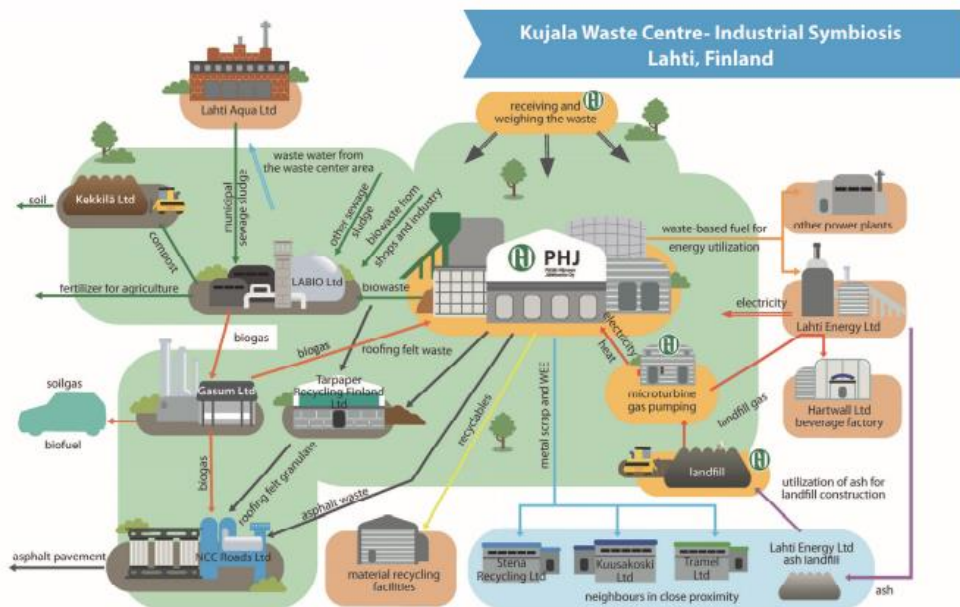 Kujala Waste Centre- Industrial Symbiosis
Lahti, Finland
Lahti Aqua Ltd
receiving and
weighing the waste
waste water from
the waste center area
Kekkilä Ltd
soil
municipal
sewage sludge
other sewage
sludge
biowaste from
shops and industry
compost
LABIO Ltd
biowaste
fertilizer for agriculture
PHJ
waste-based fuel for
energy utilization
other power plants
electricity
Lahti Energy Ltd
biogas
biogas
roofing felt waste
electricity
heat
microturbine
gas pumping
soilgas
Gasum Ltd
Tarpaper
Recycling Finland
Ltd
biofuel
recyclables
metal scrap and WEE
landfill gas
Hartwall Ltd
beverage factory
biogas
roofing felt granulate
asphalt waste
landfill
utilization of ash for
landfill construction
asphalt pavement
NCC Roads Ltd
material recycling
facilities
Stena
Recycling Ltd
Kuusakoski
Ltd
Tramel Ltd
Lahti Energy Ltd
ash landfill
neighbours in close proximity
ash